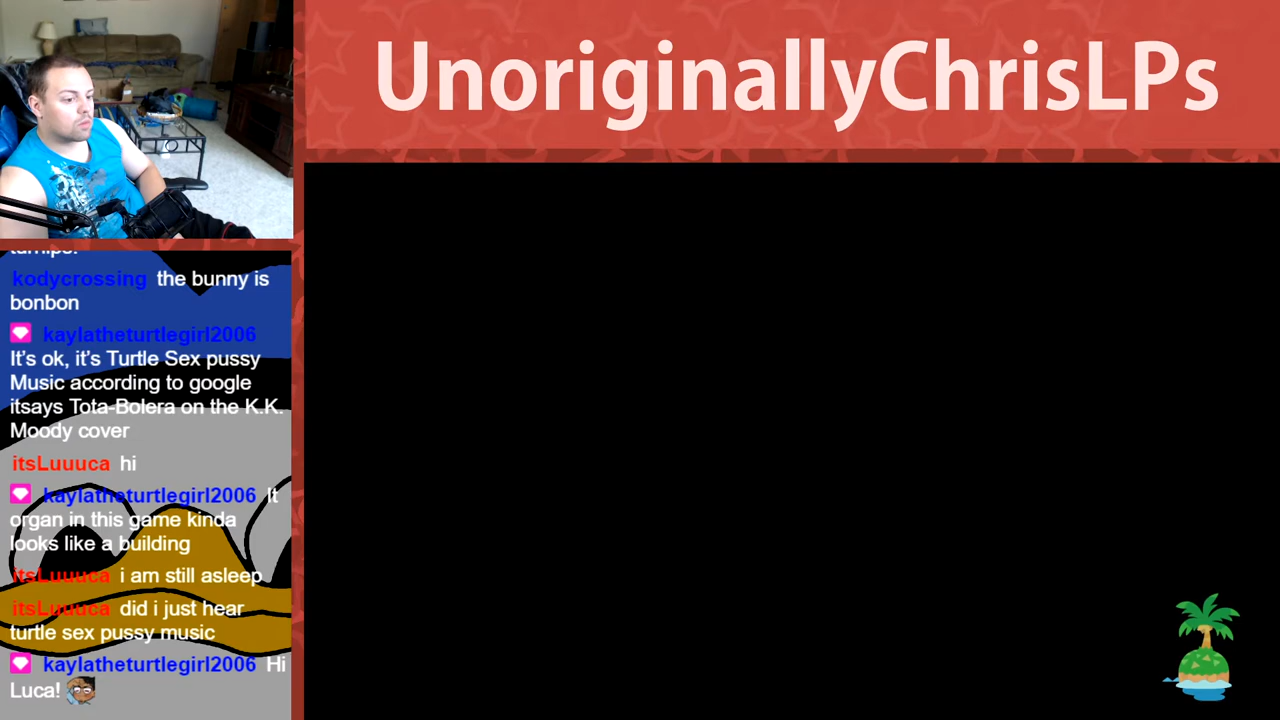 UnoriginallyChrisLPs
turnips!
kodycrossing the bunny is
bonbon
kaylatheturtlegirl2006
It's ok, it's Turtle Sex pussy
Music according to google
itsays Tota-Bolera on the K.K.
Moody cover
itsLuuuca hi
kaylatheturtlegirl2006 It
organ in this game kinda
looks like a building
itsLuuuca i am still asleep
itsLuuuca did i just hear
turtle sex pussy music
kaylatheturtlegirl2006 Hi
Luca!